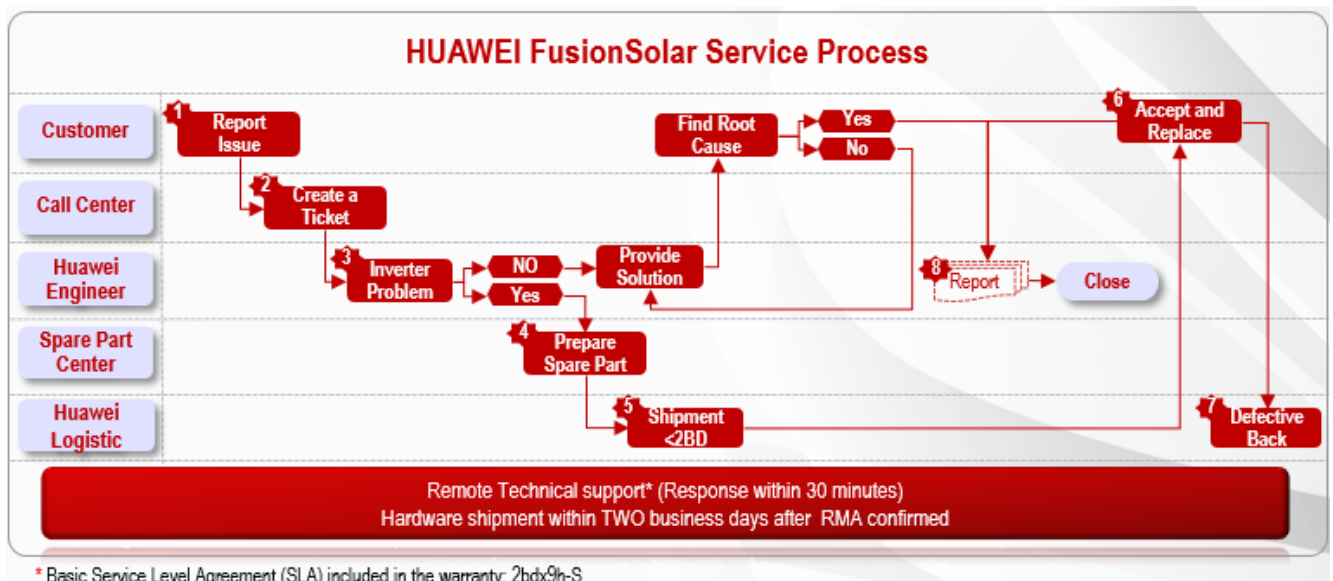 HUAWEI FusionSolar Service Process
Customer
1
Report
Issue
Find Root
Cause
Yes
No
6
Accept and
Replace
Call Center
2
Create a
Ticket
Huawei
Engineer
3
Inverter
Problem
NO
Yes
Provide
Solution
8
Report
Close
Spare Part
Center
4
Prepare
Spare Part
Huawei
Logistic
5
Shipment
<2BD
7
Defective
Back
Remote Technical support* (Response within 30 minutes)
Hardware shipment within TWO business days after RMA confirmed
* Basic Service Level Agreement (SLA) included in the warranty: 2bdx9h-S